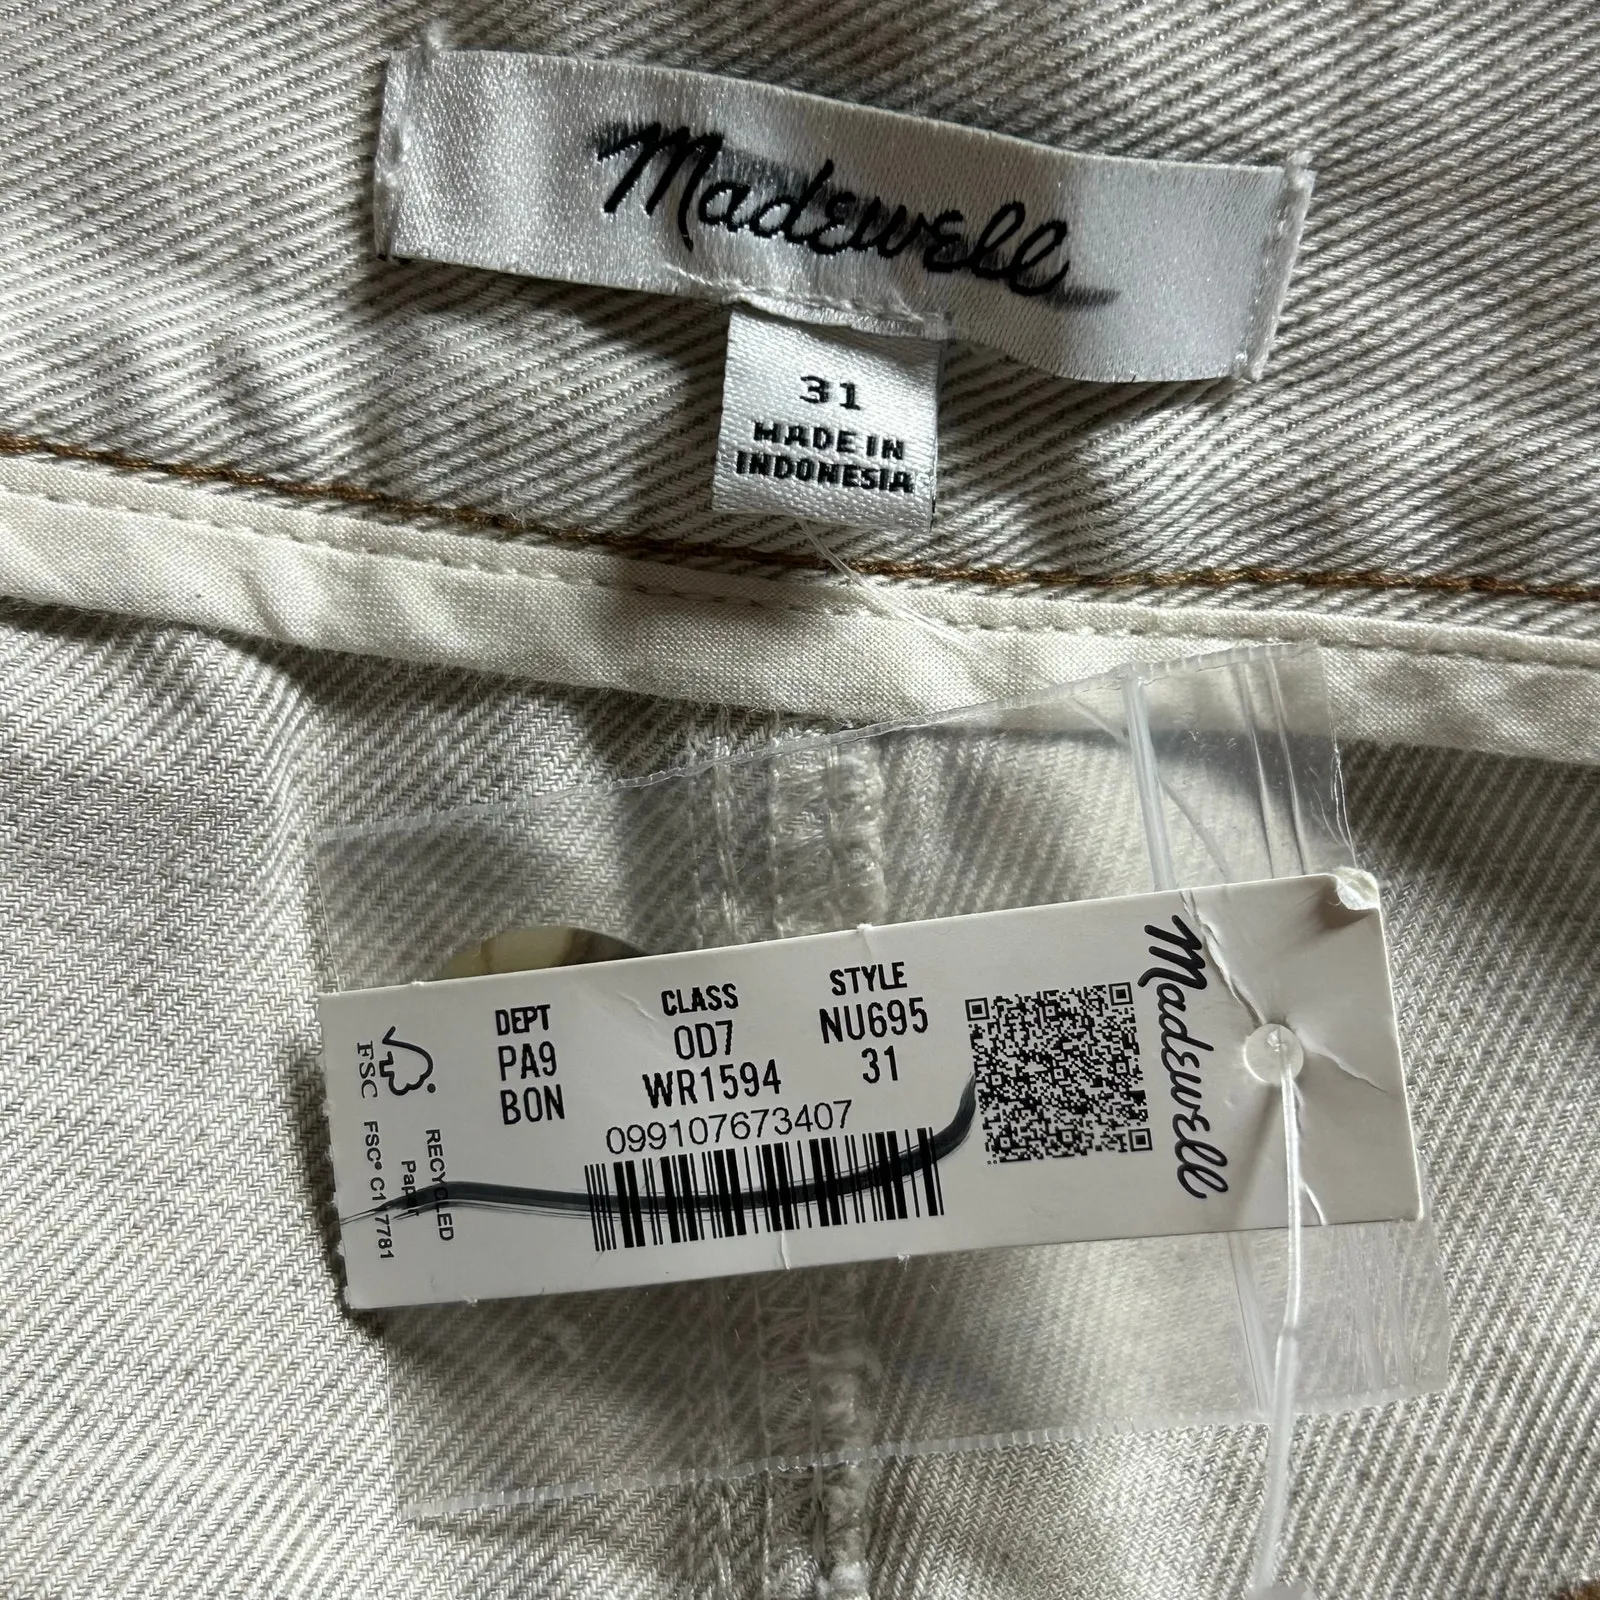 Madewell
31
MADE IN
INDONESIA
DEPT CLASS STYLE
PA9 0D7 NU695
BON WR1594 31
099107673407
Madewell
FSC
FSC® C117781
RECYCLED
Paper